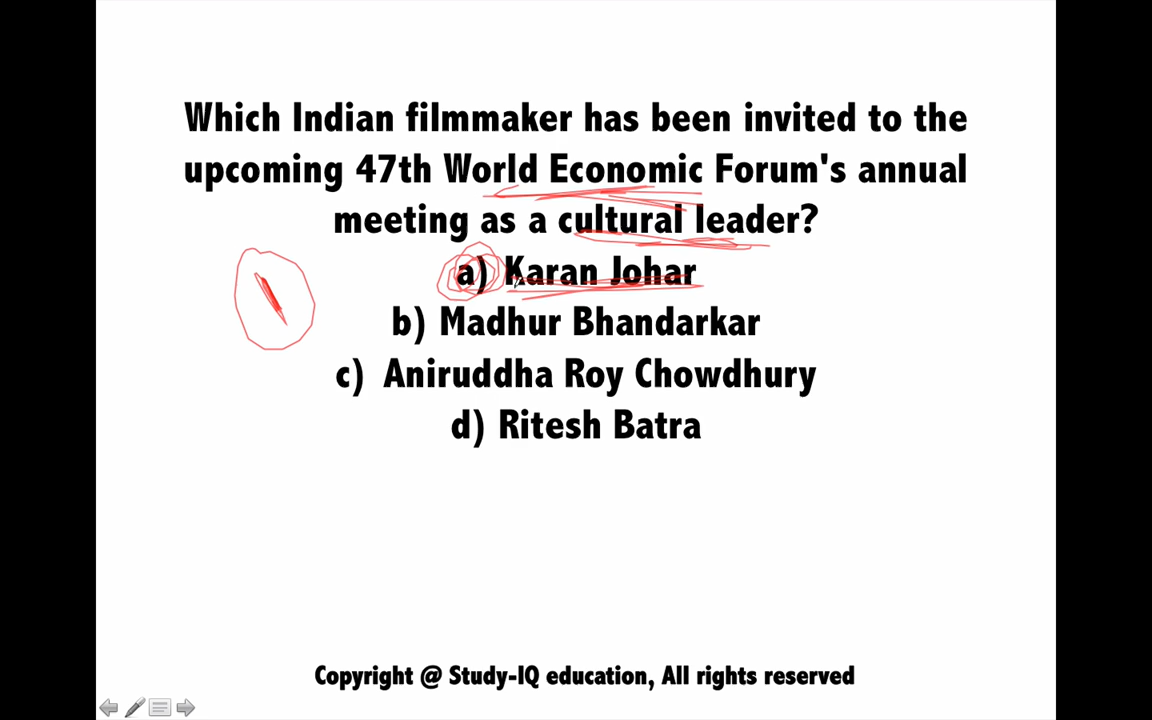 Which Indian filmmaker has been invited to the
upcoming 47th World Economic Forum's annual
meeting as a cultural leader?
a) Karan Johar
b) Madhur Bhandarkar
c) Aniruddha Roy Chowdhury
d) Ritesh Batra
Copyright @ Study-IQ education, All rights reserved